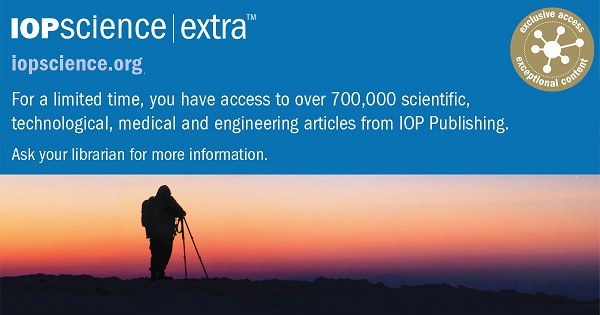 IOPscience|extra™
iopscience.org
For a limited time, you have access to over 700,000 scientific,
technological, medical and engineering articles from IOP Publishing.
Ask your librarian for more information.
exclusive access
exceptional content